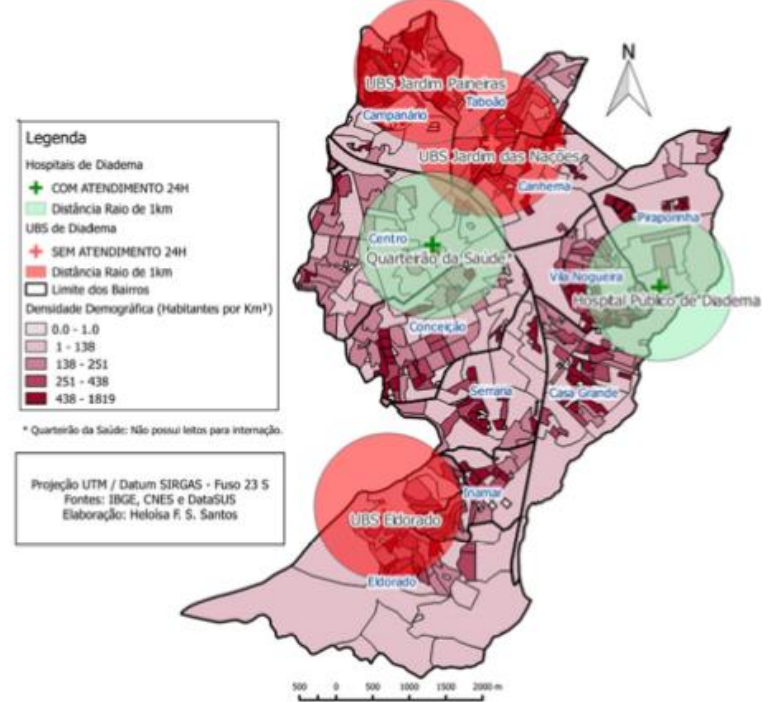 N
UBS Jardim Paineiras
Taboão
Campanário
UBS Jardim das Nações
Canhema
Piraporinha
Centro
Quarteirão da Saúde*
Vila Nogueira
Hospital Público de Diadema
Conceição
Serraria
Casa Grande
Inamar
UBS Eldorado
Eldorado
Legenda
Hospitais de Diadema
COM ATENDIMENTO 24H
Distância Raio de 1km
UBS de Diadema
SEM ATENDIMENTO 24H
Distância Raio de 1km
Limite dos Bairros
Densidade Demográfica (Habitantes por Km²)
0.0 - 1.0
1 - 138
138 - 251
251 - 438
438 - 1819
* Quarteirão da Saúde: Não possui leitos para internação.
Projeção UTM / Datum SIRGAS - Fuso 23 S
Fontes: IBGE, CNES e DataSUS
Elaboração: Heloísa F. S. Santos
500 0 500 1000 1500 2000 m